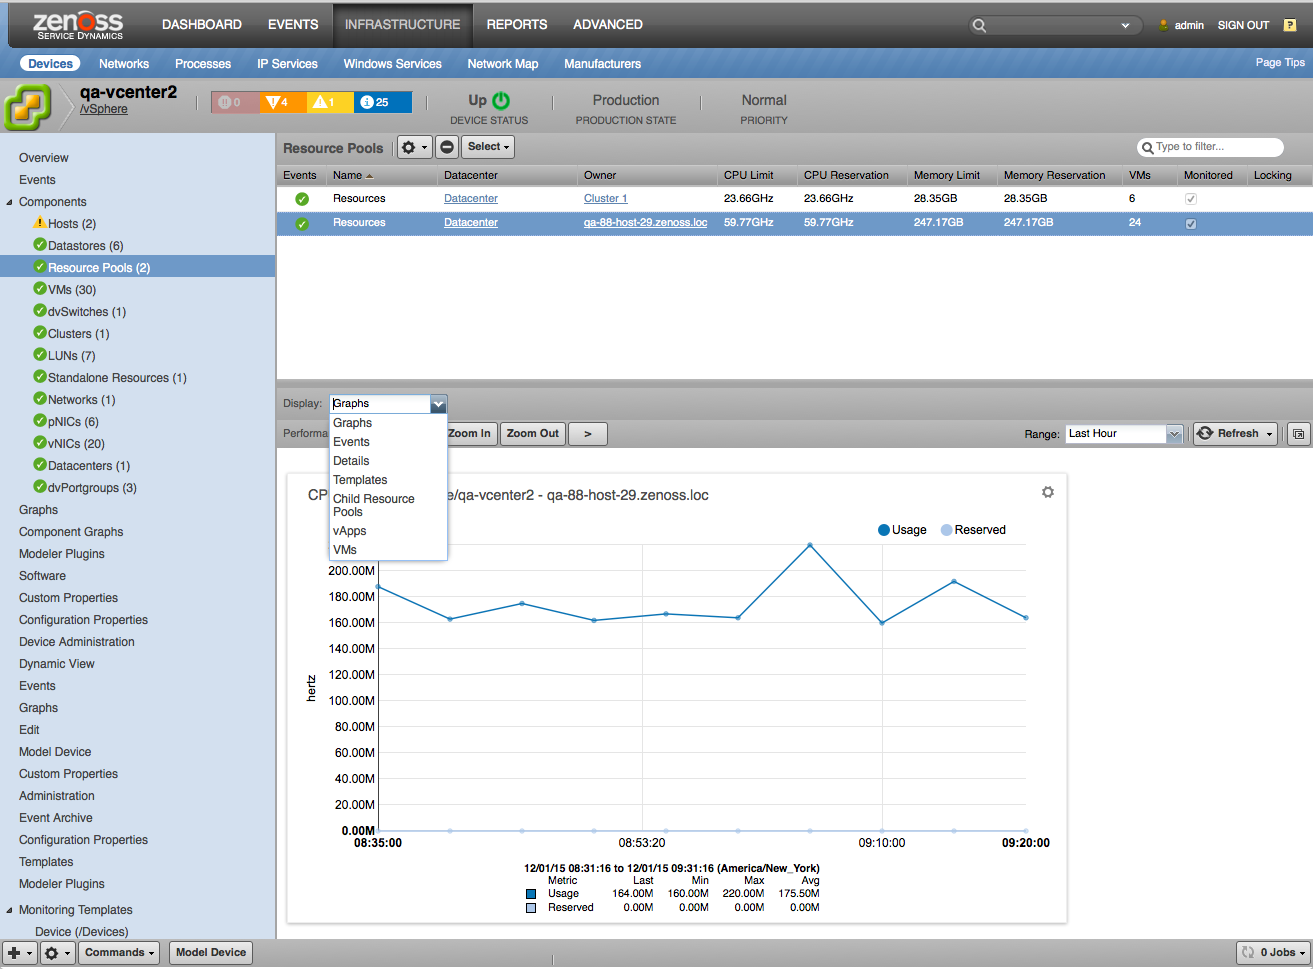 zenoss
SERVICE DYNAMICS
DASHBOARD EVENTS INFRASTRUCTURE REPORTS ADVANCED
admin SIGN OUT ?
Devices Networks Processes IP Services Windows Services Network Map Manufacturers Page Tips
qa-vcenter2
/vSphere
0 4 1 25
Up
DEVICE STATUS
Production
PRODUCTION STATE
Normal
PRIORITY
Overview
Events
Components
Hosts (2)
Datastores (6)
Resource Pools (2)
VMs (30)
dvSwitches (1)
Clusters (1)
LUNs (7)
Standalone Resources (1)
Networks (1)
pNICs (6)
vNICs (20)
Datacenters (1)
dvPortgroups (3)
Graphs
Component Graphs
Modeler Plugins
Software
Custom Properties
Configuration Properties
Device Administration
Dynamic View
Events
Graphs
Edit
Model Device
Custom Properties
Administration
Event Archive
Configuration Properties
Templates
Modeler Plugins
Monitoring Templates
Device (/Devices)
Resource Pools Select Type to filter...
Events Name Datacenter Owner CPU Limit CPU Reservation Memory Limit Memory Reservation VMs Monitored Locking
Resources Datacenter Cluster 1 23.66GHz 23.66GHz 28.35GB 28.35GB 6
Resources Datacenter qa-88-host-29.zenoss.loc 59.77GHz 59.77GHz 247.17GB 247.17GB 24
Display: Graphs
Graphs
Events
Details
Templates
Child Resource
Pools
vApps
VMs
Performa Zoom In Zoom Out > Range: Last Hour Refresh
CP e/qa-vcenter2 - qa-88-host-29.zenoss.loc
Usage Reserved
200.00M
180.00M
160.00M
140.00M
120.00M
100.00M
80.00M
60.00M
40.00M
20.00M
0.00M
hertz
08:35:00 08:53:20 09:10:00 09:20:00
12/01/15 08:31:16 to 12/01/15 09:31:16 (America/New_York)
Metric Last Min Max Avg
Usage 164.00M 160.00M 220.00M 175.50M
Reserved 0.00M 0.00M 0.00M 0.00M
Commands Model Device 0 Jobs